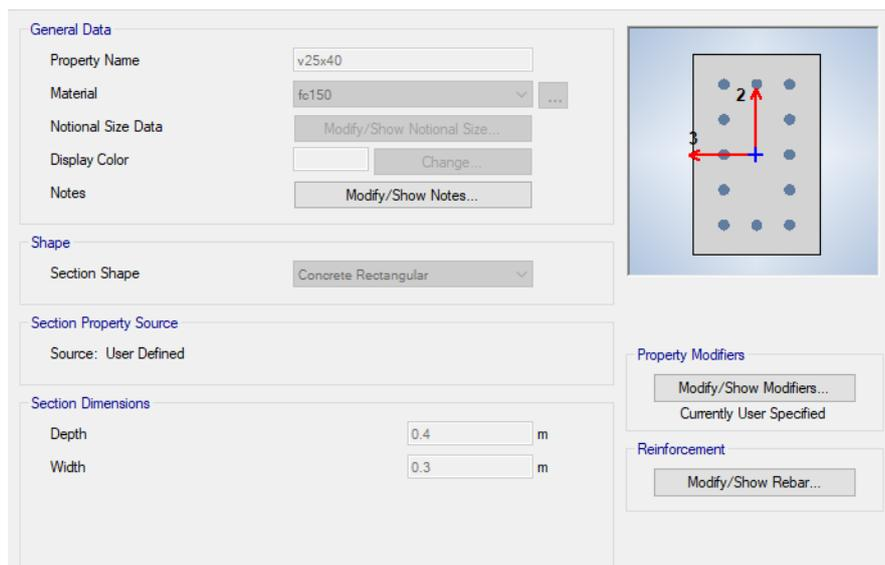 General Data
Property Name v25x40
Material fc150 ...
Notional Size Data Modify/Show Notional Size...
Display Color Change...
Notes Modify/Show Notes...
Shape
Section Shape Concrete Rectangular
Section Property Source
Source: User Defined
Section Dimensions
Depth 0.4 m
Width 0.3 m
2
3
Property Modifiers
Modify/Show Modifiers...
Currently User Specified
Reinforcement
Modify/Show Rebar...